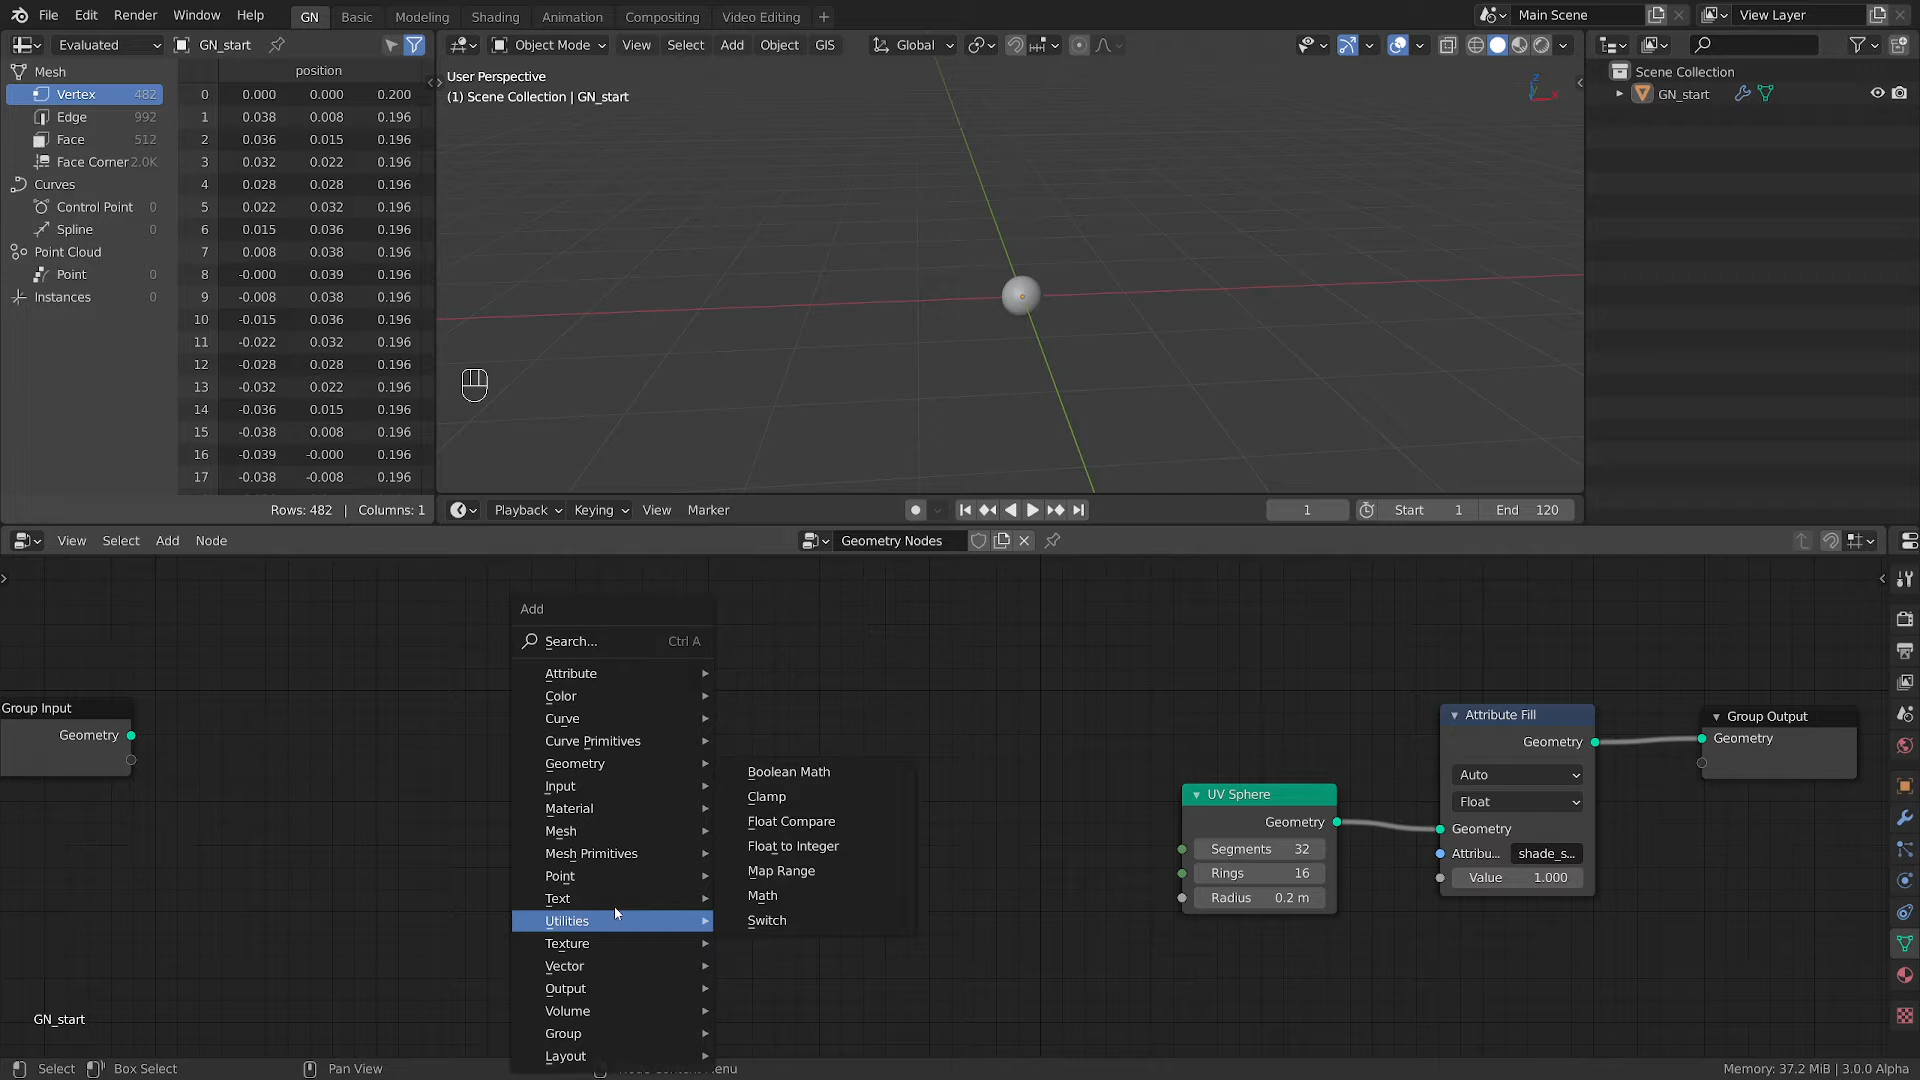 File Edit Render Window Help GN Basic Modeling Shading Animation Compositing Video Editing + Main Scene View Layer
Evaluated GN_start
Object Mode View Select Add Object GIS Global
Mesh
Vertex 482
Edge 992
Face 512
Face Corner 2.0K
Curves
Control Point 0
Spline 0
Point Cloud
Point 0
Instances 0
position
0 0.000 0.000 0.200
1 0.038 0.008 0.196
2 0.036 0.015 0.196
3 0.032 0.022 0.196
4 0.028 0.028 0.196
5 0.022 0.032 0.196
6 0.015 0.036 0.196
7 0.008 0.038 0.196
8 -0.000 0.039 0.196
9 -0.008 0.038 0.196
10 -0.015 0.036 0.196
11 -0.022 0.032 0.196
12 -0.028 0.028 0.196
13 -0.032 0.022 0.196
14 -0.036 0.015 0.196
15 -0.038 0.008 0.196
16 -0.039 -0.000 0.196
17 -0.038 -0.008 0.196
Rows: 482 | Columns: 1
User Perspective
(1) Scene Collection | GN_start
Z
Y
X
Scene Collection
GN_start
Playback Keying View Marker 1 Start 1 End 120
View Select Add Node Geometry Nodes
Group Input
Geometry
Add
Search... Ctrl A
Attribute
Color
Curve
Curve Primitives
Geometry
Input
Material
Mesh
Mesh Primitives
Point
Text
Utilities
Texture
Vector
Output
Volume
Group
Layout
Boolean Math
Clamp
Float Compare
Float to Integer
Map Range
Math
Switch
UV Sphere
Geometry
Segments 32
Rings 16
Radius 0.2 m
Attribute Fill
Geometry
Auto
Float
Geometry
Attribu... shade_s...
Value 1.000
Group Output
Geometry
GN_start
Select Box Select Pan View
Memory: 37.2 MiB | 3.0.0 Alpha